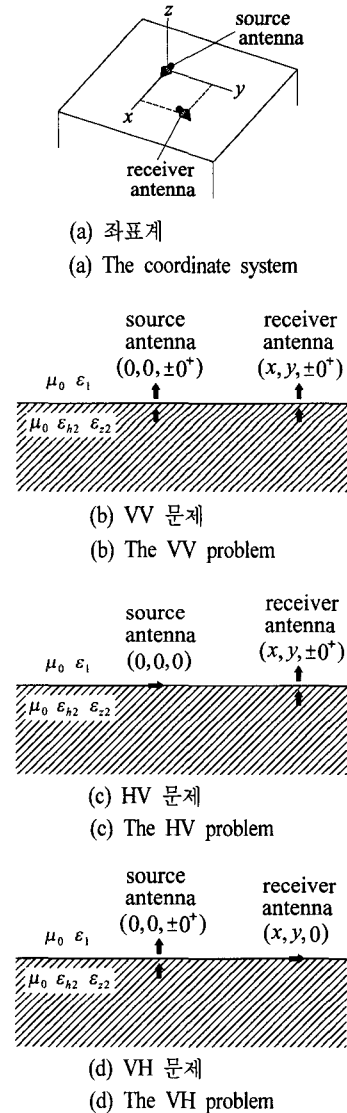 z
source
antenna
y
x
receiver
antenna
(a) 좌표계
(a) The coordinate system
source
antenna
(0,0,±0⁺)
receiver
antenna
(x,y,±0⁺)
μ₀ ε₁
μ₀ εₕ₂ ε_z2
(b) VV 문제
(b) The VV problem
source
antenna
(0,0,0)
receiver
antenna
(x,y,±0⁺)
μ₀ ε₁
μ₀ εₕ₂ ε_z2
(c) HV 문제
(c) The HV problem
source
antenna
(0,0,±0⁺)
receiver
antenna
(x,y,0)
μ₀ ε₁
μ₀ εₕ₂ ε_z2
(d) VH 문제
(d) The VH problem